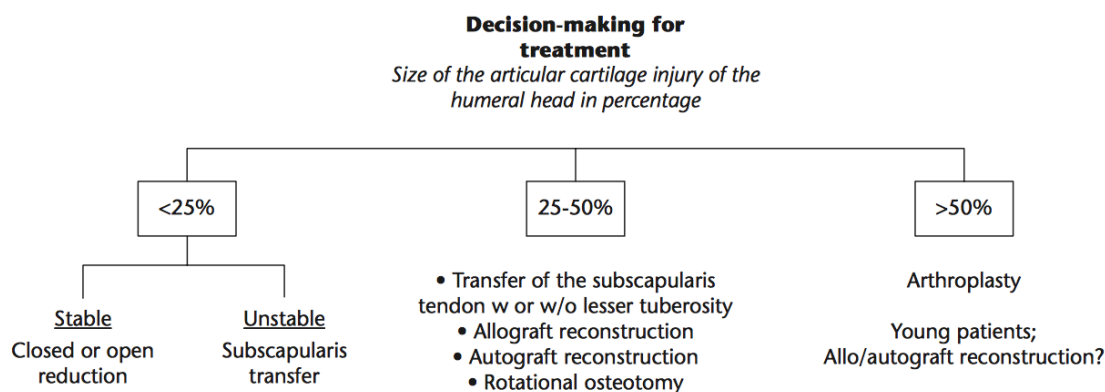 Decision-making for
treatment
Size of the articular cartilage injury of the
humeral head in percentage
<25%
25-50%
>50%
Stable
Closed or open
reduction
Unstable
Subscapularis
transfer
• Transfer of the subscapularis
tendon w or w/o lesser tuberosity
• Allograft reconstruction
• Autograft reconstruction
• Rotational osteotomy
Arthroplasty
Young patients;
Allo/autograft reconstruction?